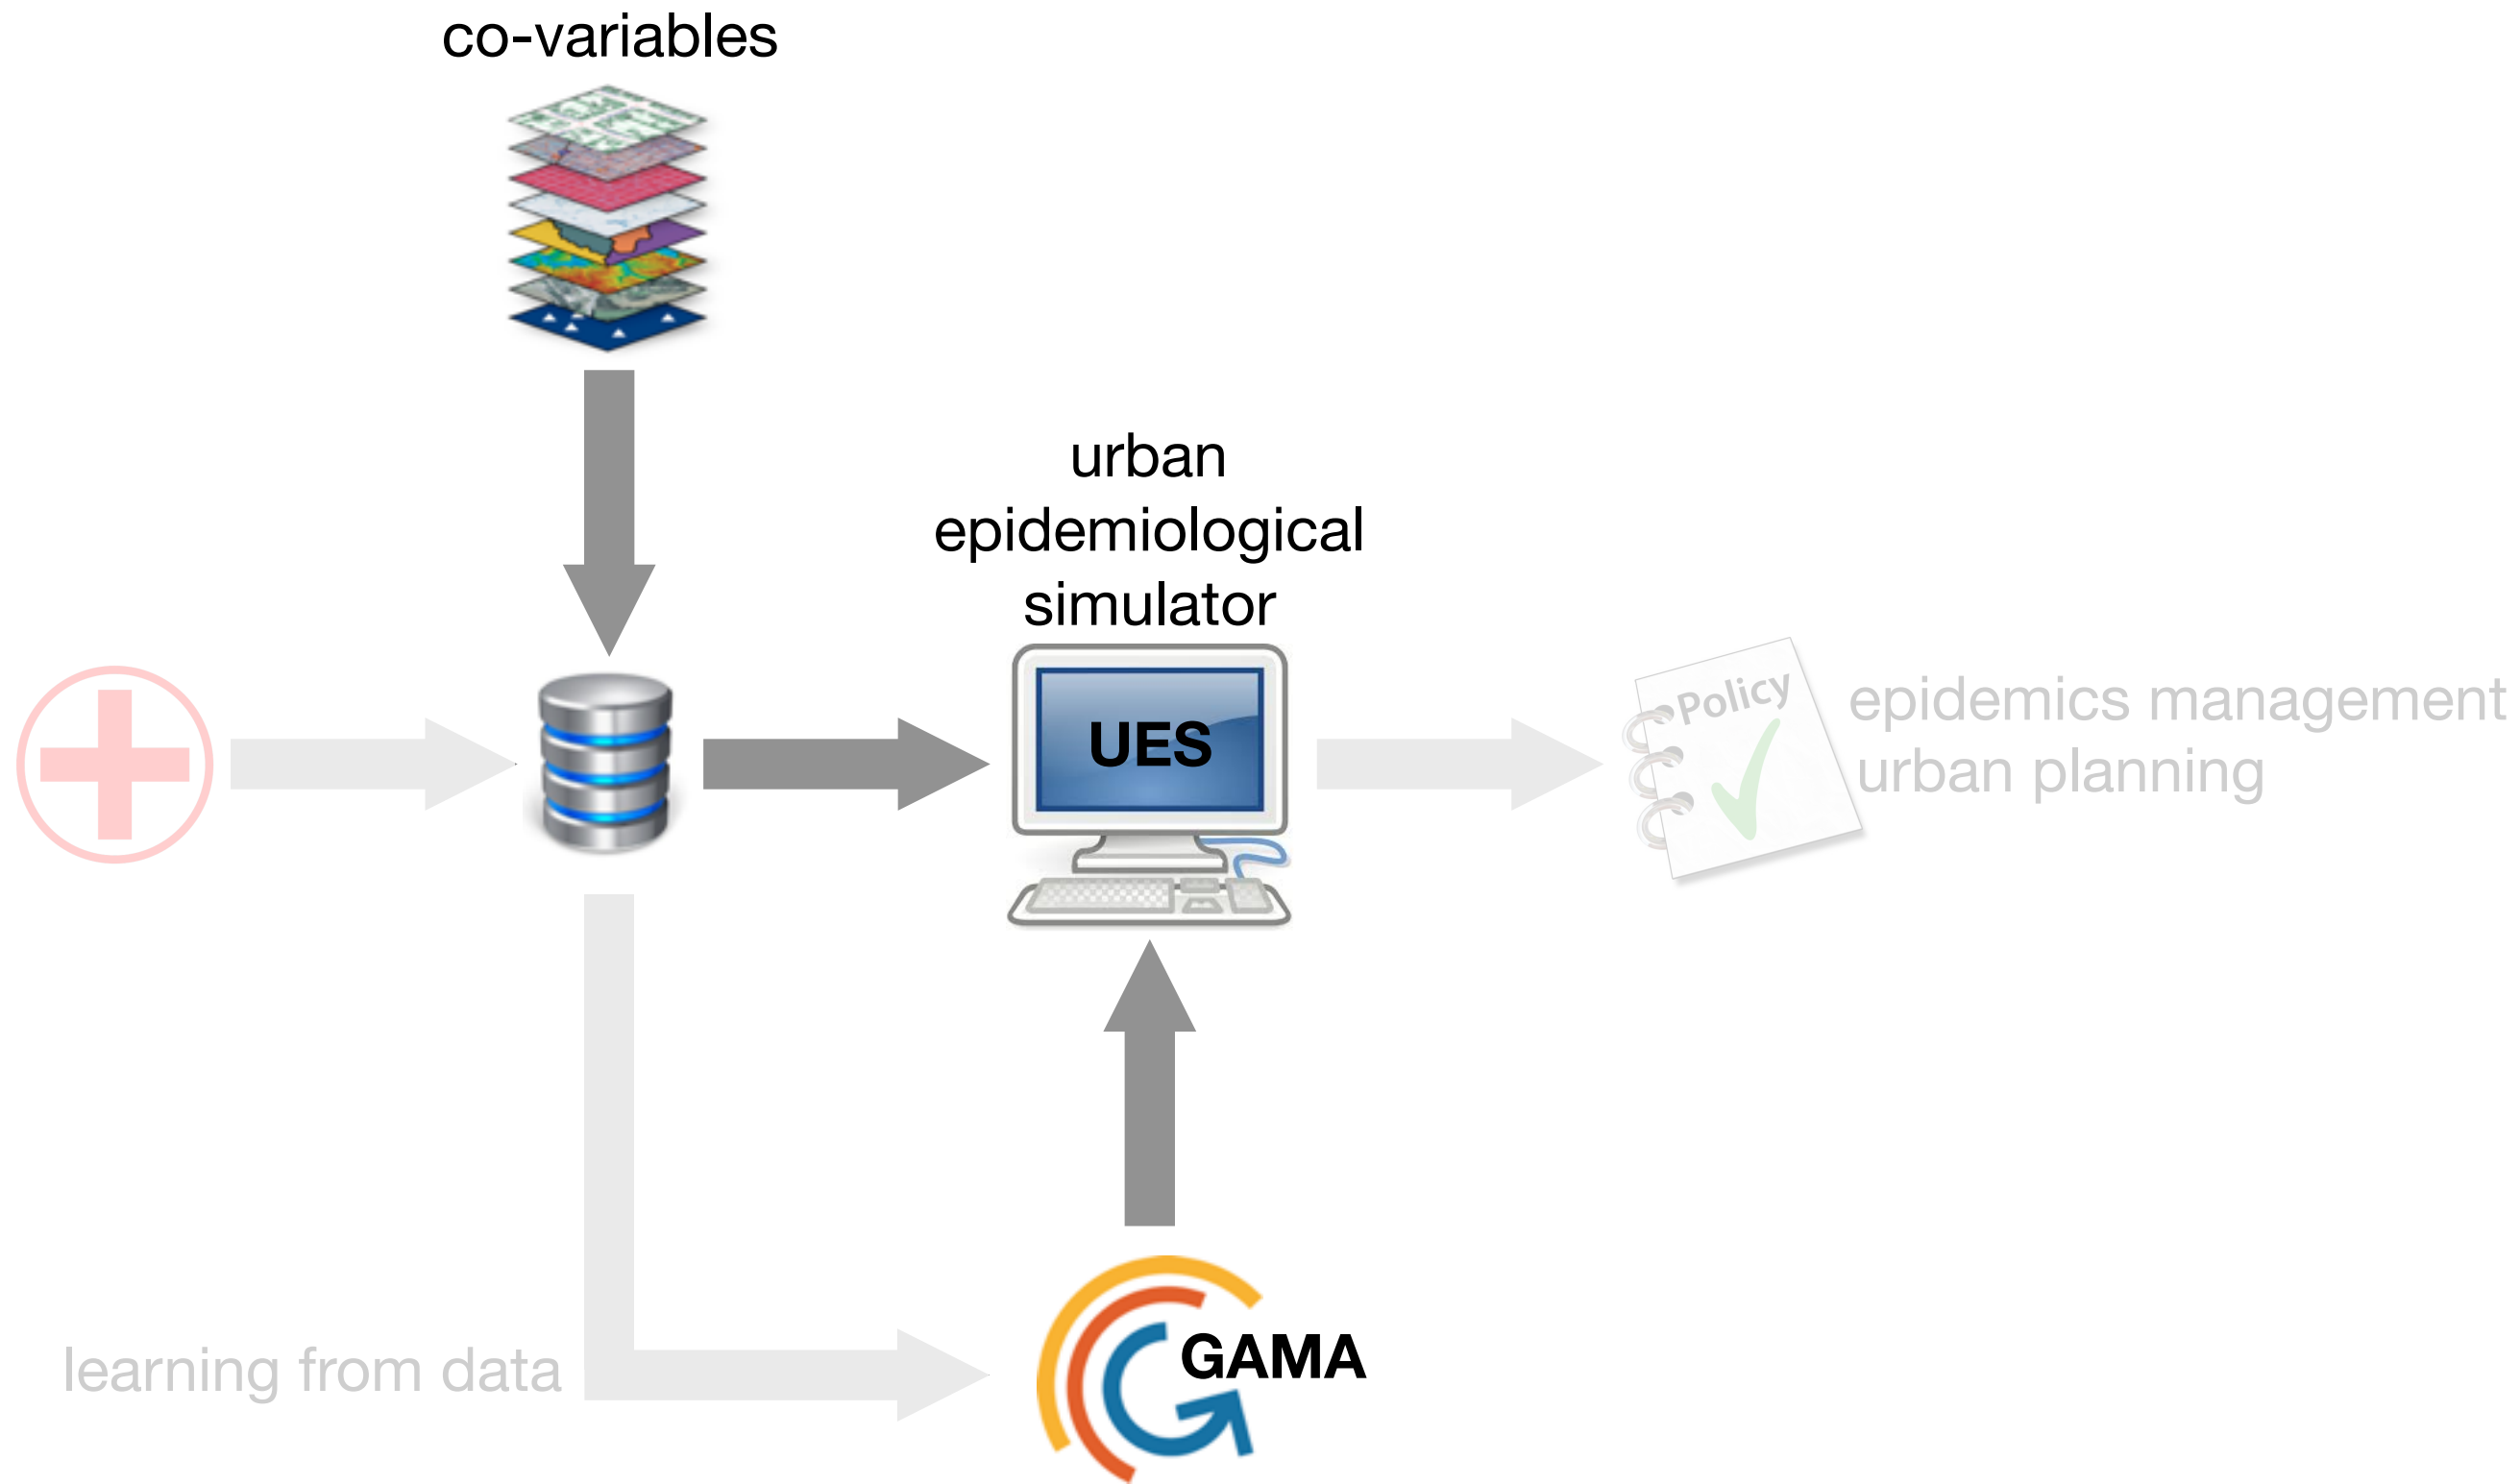 co-variables
urban
epidemiological
simulator
UES
Policy
epidemics management
urban planning
GAMA
learning from data